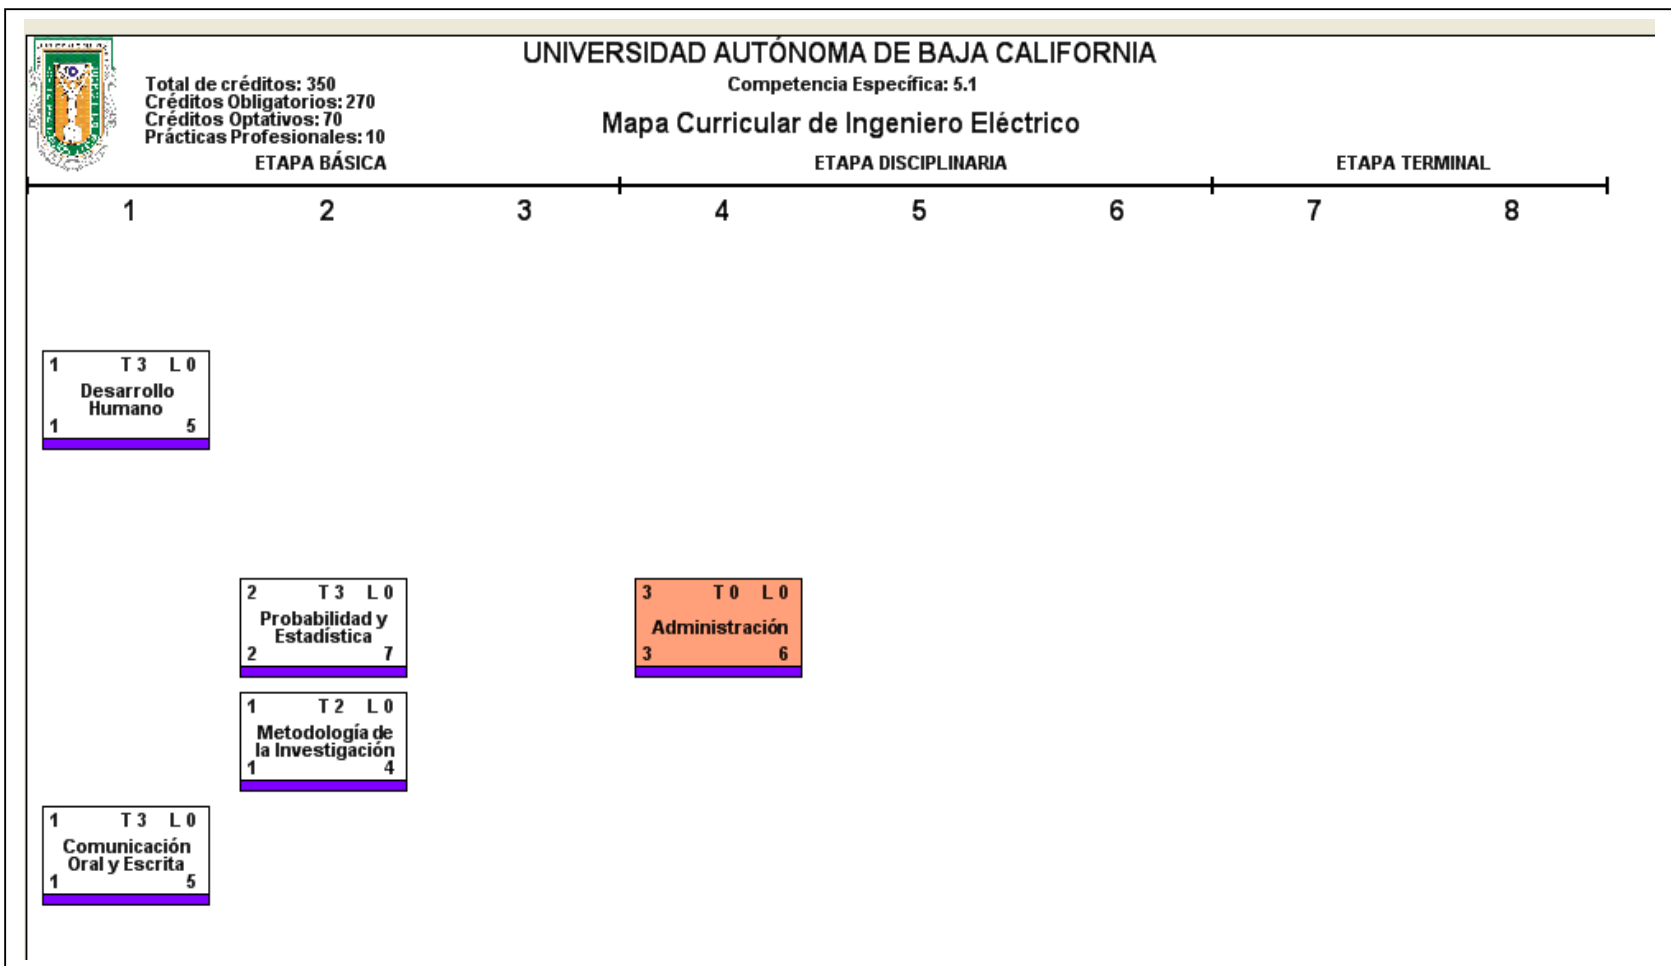 UNIVERSIDAD AUTÓNOMA DE BAJA CALIFORNIA
Total de créditos: 350
Créditos Obligatorios: 270
Créditos Optativos: 70
Prácticas Profesionales: 10
Competencia Específica: 5.1
Mapa Curricular de Ingeniero Eléctrico
ETAPA BÁSICA ETAPA DISCIPLINARIA ETAPA TERMINAL
1 2 3 4 5 6 7 8
1 T 3 L 0
Desarrollo
Humano
1 5
2 T 3 L 0
Probabilidad y
Estadística
2 7
3 T 0 L 0
Administración
3 6
1 T 2 L 0
Metodología de
la Investigación
1 4
1 T 3 L 0
Comunicación
Oral y Escrita
1 5